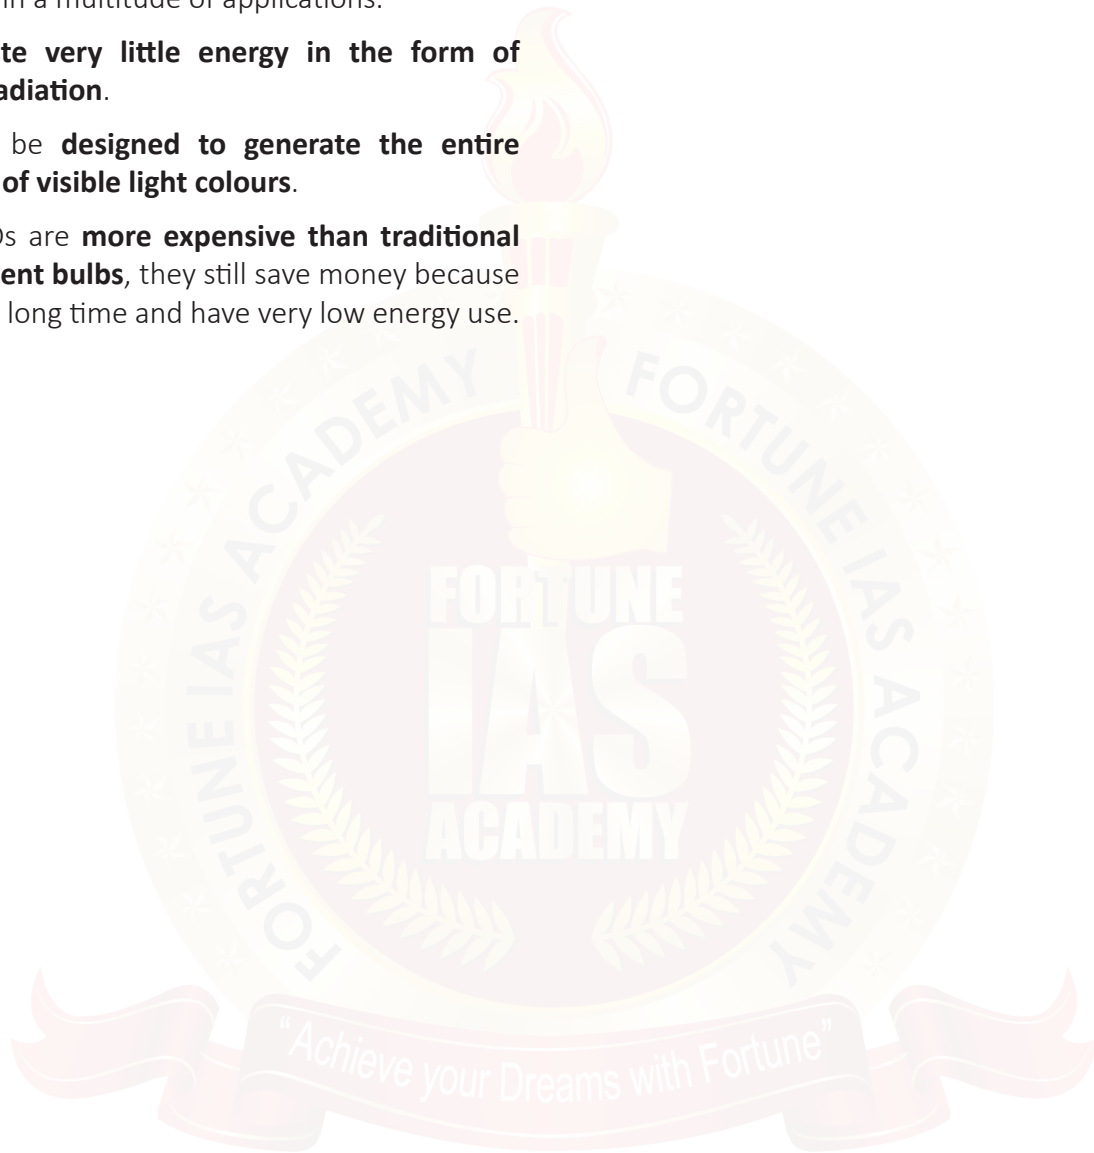 in a multitude of applications.
te very little energy in the form of
adiation.
be designed to generate the entire
of visible light colours.
Ds are more expensive than traditional
ent bulbs, they still save money because
long time and have very low energy use.
FORTUNE IAS ACADEMY
FORTUNE IAS ACADEMY
FORTUNE
IAS
ACADEMY
"Achieve your Dreams with Fortune"